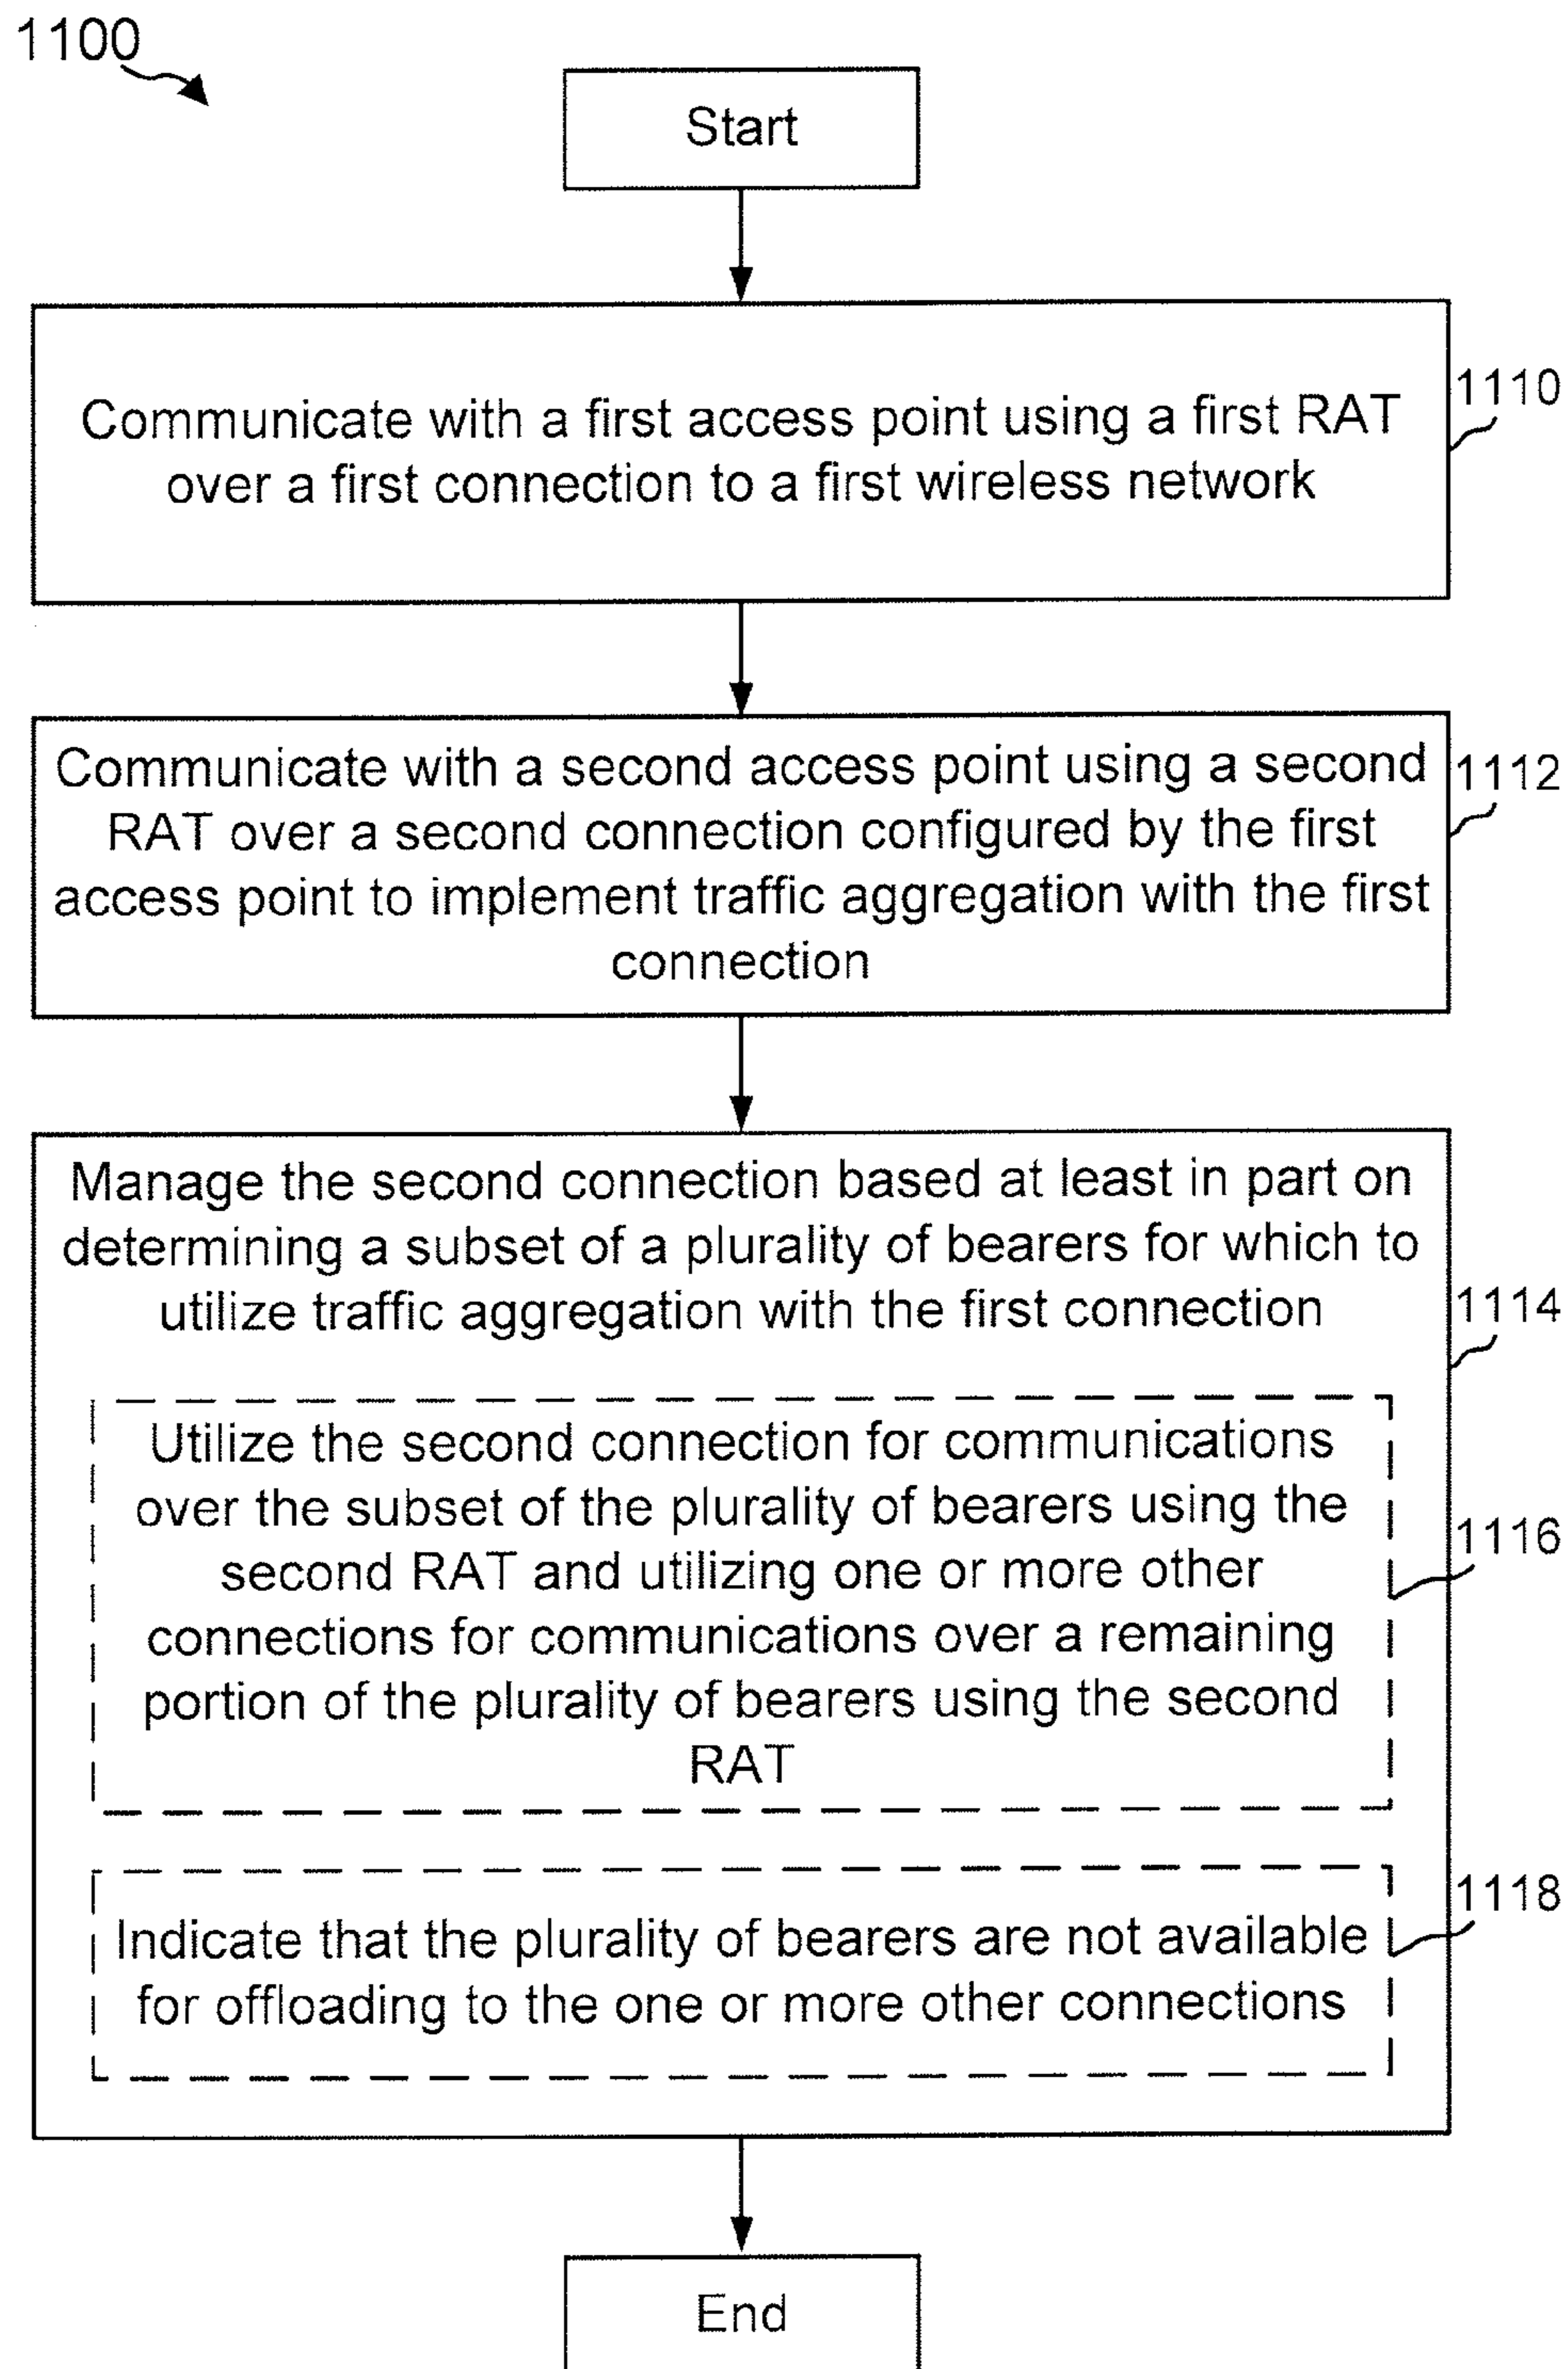 1100
Start
Communicate with a first access point using a first RAT
over a first connection to a first wireless network
1110
Communicate with a second access point using a second
RAT over a second connection configured by the first
access point to implement traffic aggregation with the first
connection
1112
Manage the second connection based at least in part on
determining a subset of a plurality of bearers for which to
utilize traffic aggregation with the first connection
1114
Utilize the second connection for communications
over the subset of the plurality of bearers using the
second RAT and utilizing one or more other
connections for communications over a remaining
portion of the plurality of bearers using the second
RAT
1116
Indicate that the plurality of bearers are not available
for offloading to the one or more other connections
1118
End